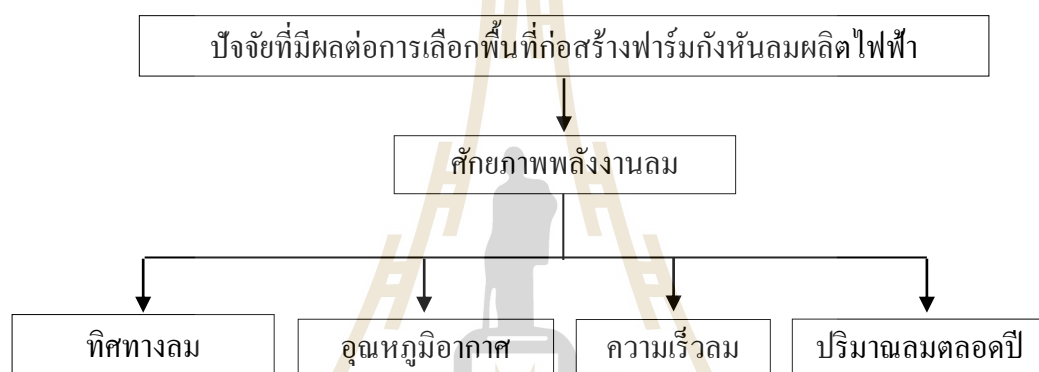 ปัจจัยที่มีผลต่อการเลือกพื้นที่ก่อสร้างฟาร์มกังหันลมผลิตไฟฟ้า
ศักยภาพพลังงานลม
ทิศทางลม
อุณหภูมิอากาศ
ความเร็วลม
ปริมาณลมตลอดปี